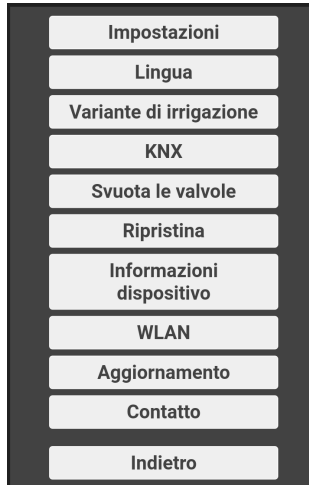 Impostazioni
Lingua
Variante di irrigazione
KNX
Svuota le valvole
Ripristina
Informazioni
dispositivo
WLAN
Aggiornamento
Contatto
Indietro